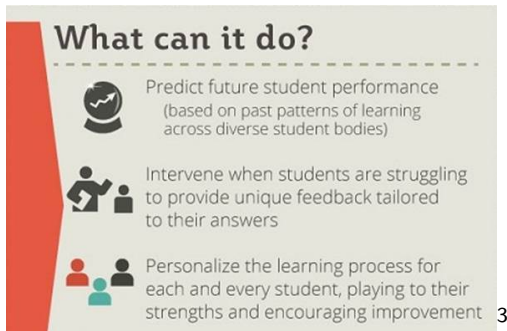 What can it do?
Predict future student performance
(based on past patterns of learning
across diverse student bodies)
Intervene when students are struggling
to provide unique feedback tailored
to their answers
Personalize the learning process for
each and every student, playing to their
strengths and encouraging improvement
3